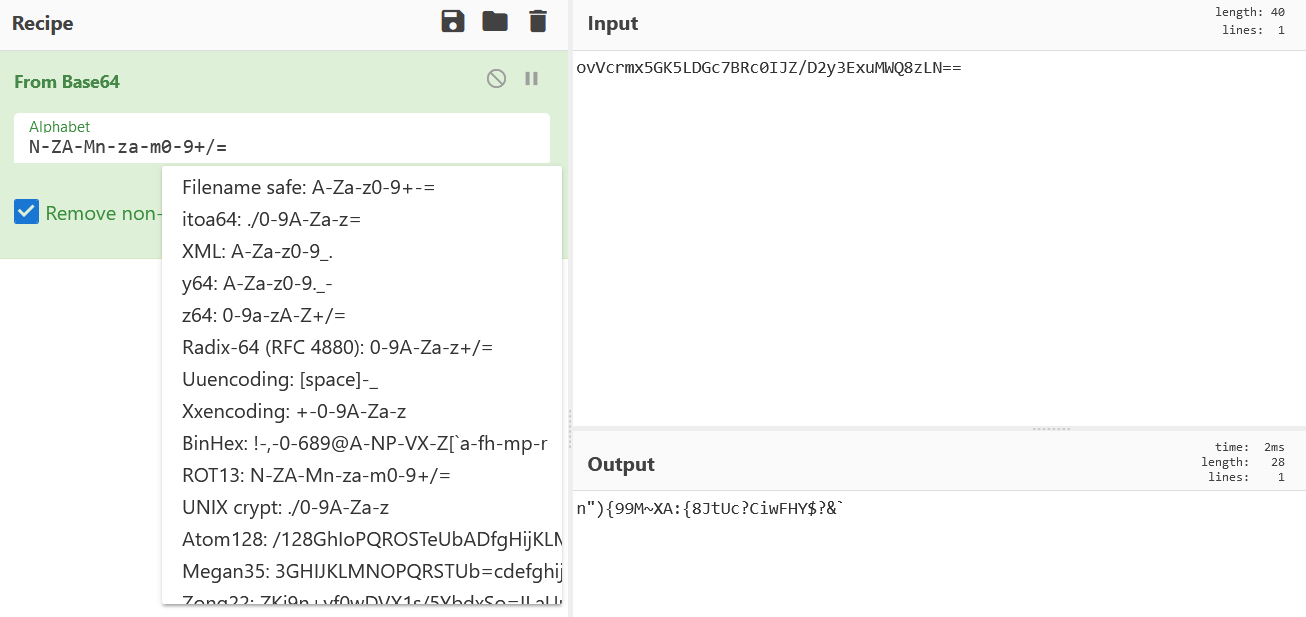 Recipe
From Base64
Alphabet
N-ZA-Mn-za-m0-9+/=
Remove non-
Filename safe: A-Za-z0-9+-=
itoa64: ./0-9A-Za-z=
XML: A-Za-z0-9_.
y64: A-Za-z0-9._-
z64: 0-9a-zA-Z+/=
Radix-64 (RFC 4880): 0-9A-Za-z+/=
Uuencoding: [space]-_
Xxencoding: +-0-9A-Za-z
BinHex: !-,-0-689@A-NP-VX-Z[`a-fh-mp-r
ROT13: N-ZA-Mn-za-m0-9+/=
UNIX crypt: ./0-9A-Za-z
Atom128: /128GhIoPQROSTeUbADfgHijKLM
Megan35: 3GHIJKLMNOPQRSTUb=cdefghij
Input
length: 40
lines: 1
ovVcrmx5GK5LDGc7BRc0IJZ/D2y3ExuMWQ8zLN==
Output
time: 2ms
length: 28
lines: 1
n"){99M~XA:{8JtUc?CiwFHY$?&`